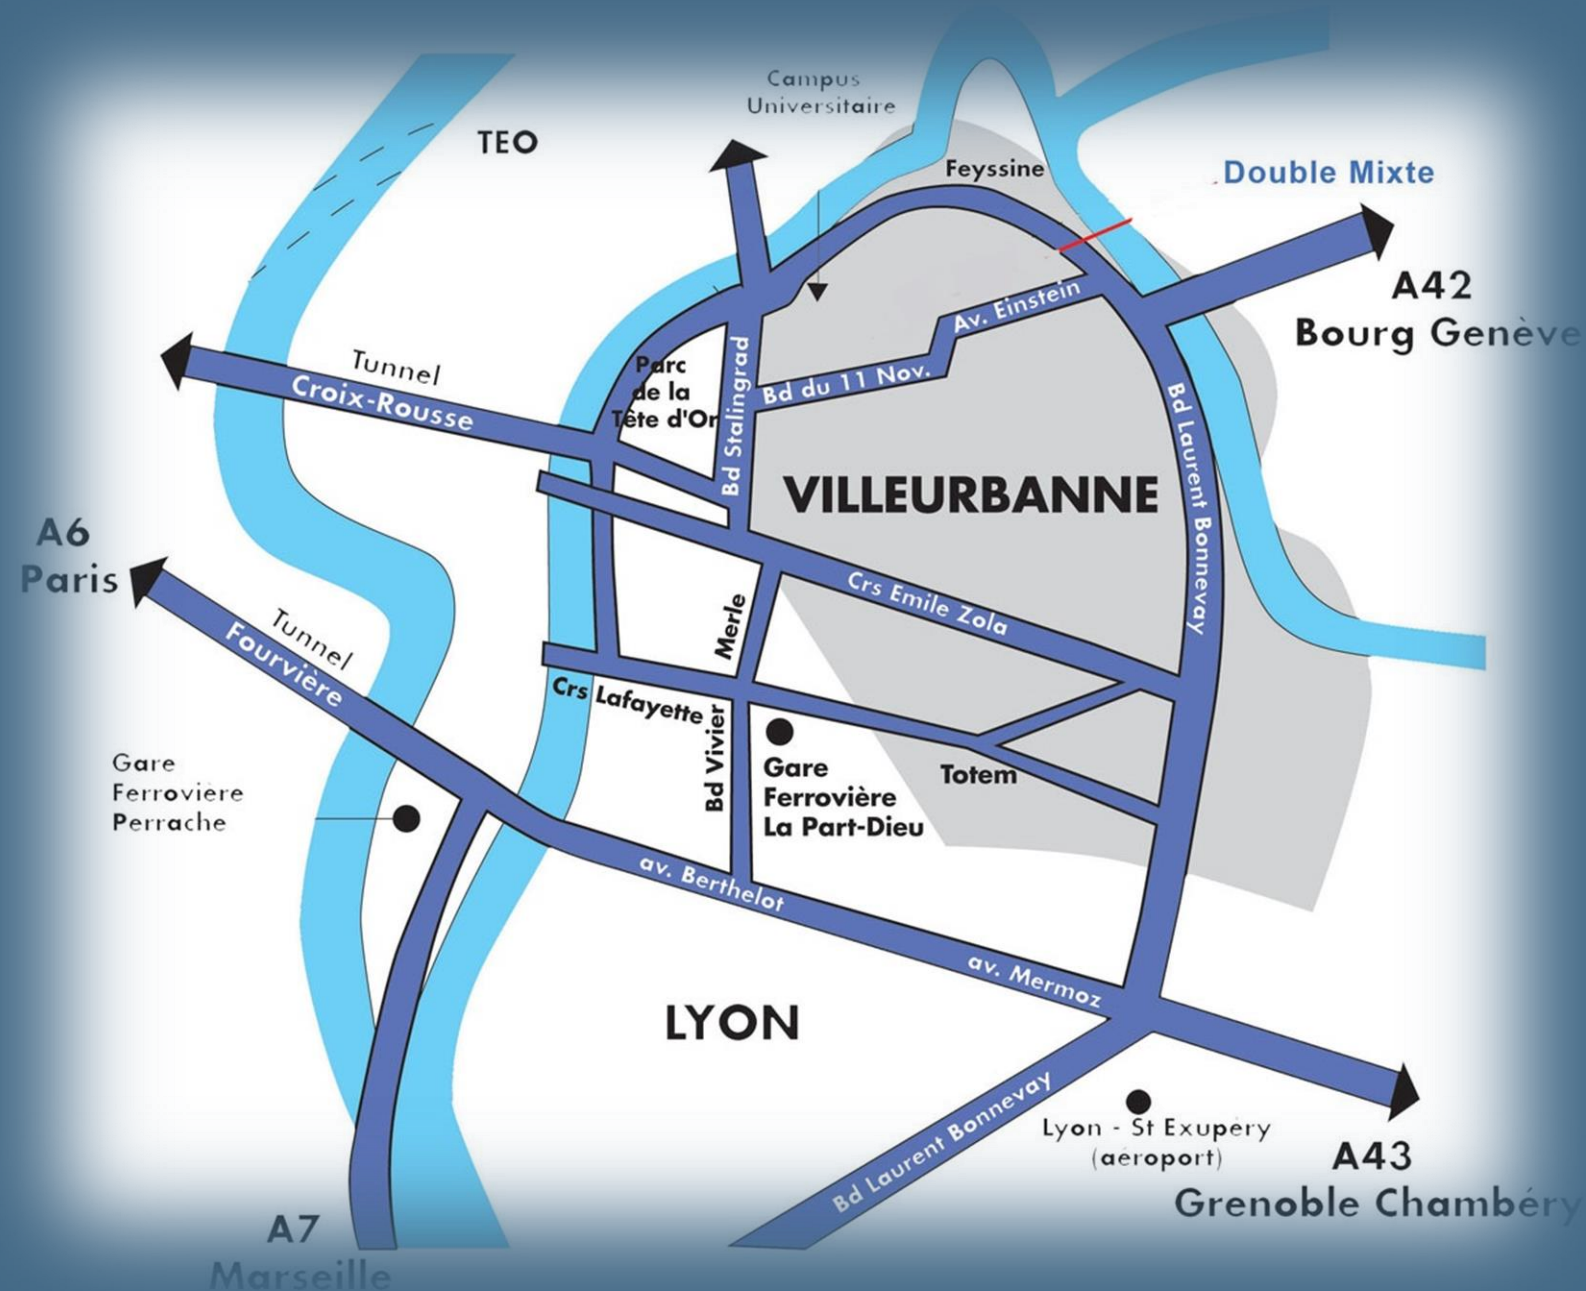 Campus
Universitaire
TEO
Feyssine
Double Mixte
A42
Bourg Genève
Av. Einstein
Tunnel
Croix-Rousse
Parc
de la
Tête d'Or
Bd Stalingrad
Bd du 11 Nov.
Bd Laurent Bonnevay
VILLEURBANNE
A6
Paris
Tunnel
Fourvière
Merle
Crs Emile Zola
Crs Lafayette
Bd Vivier
Gare
Ferrovière
La Part-Dieu
Totem
Gare
Ferrovière
Perrache
av. Berthelot
av. Mermoz
LYON
Bd Laurent Bonnevay
Lyon - St Exupéry
(aéroport)
A43
Grenoble Chambéry
A7
Marseille